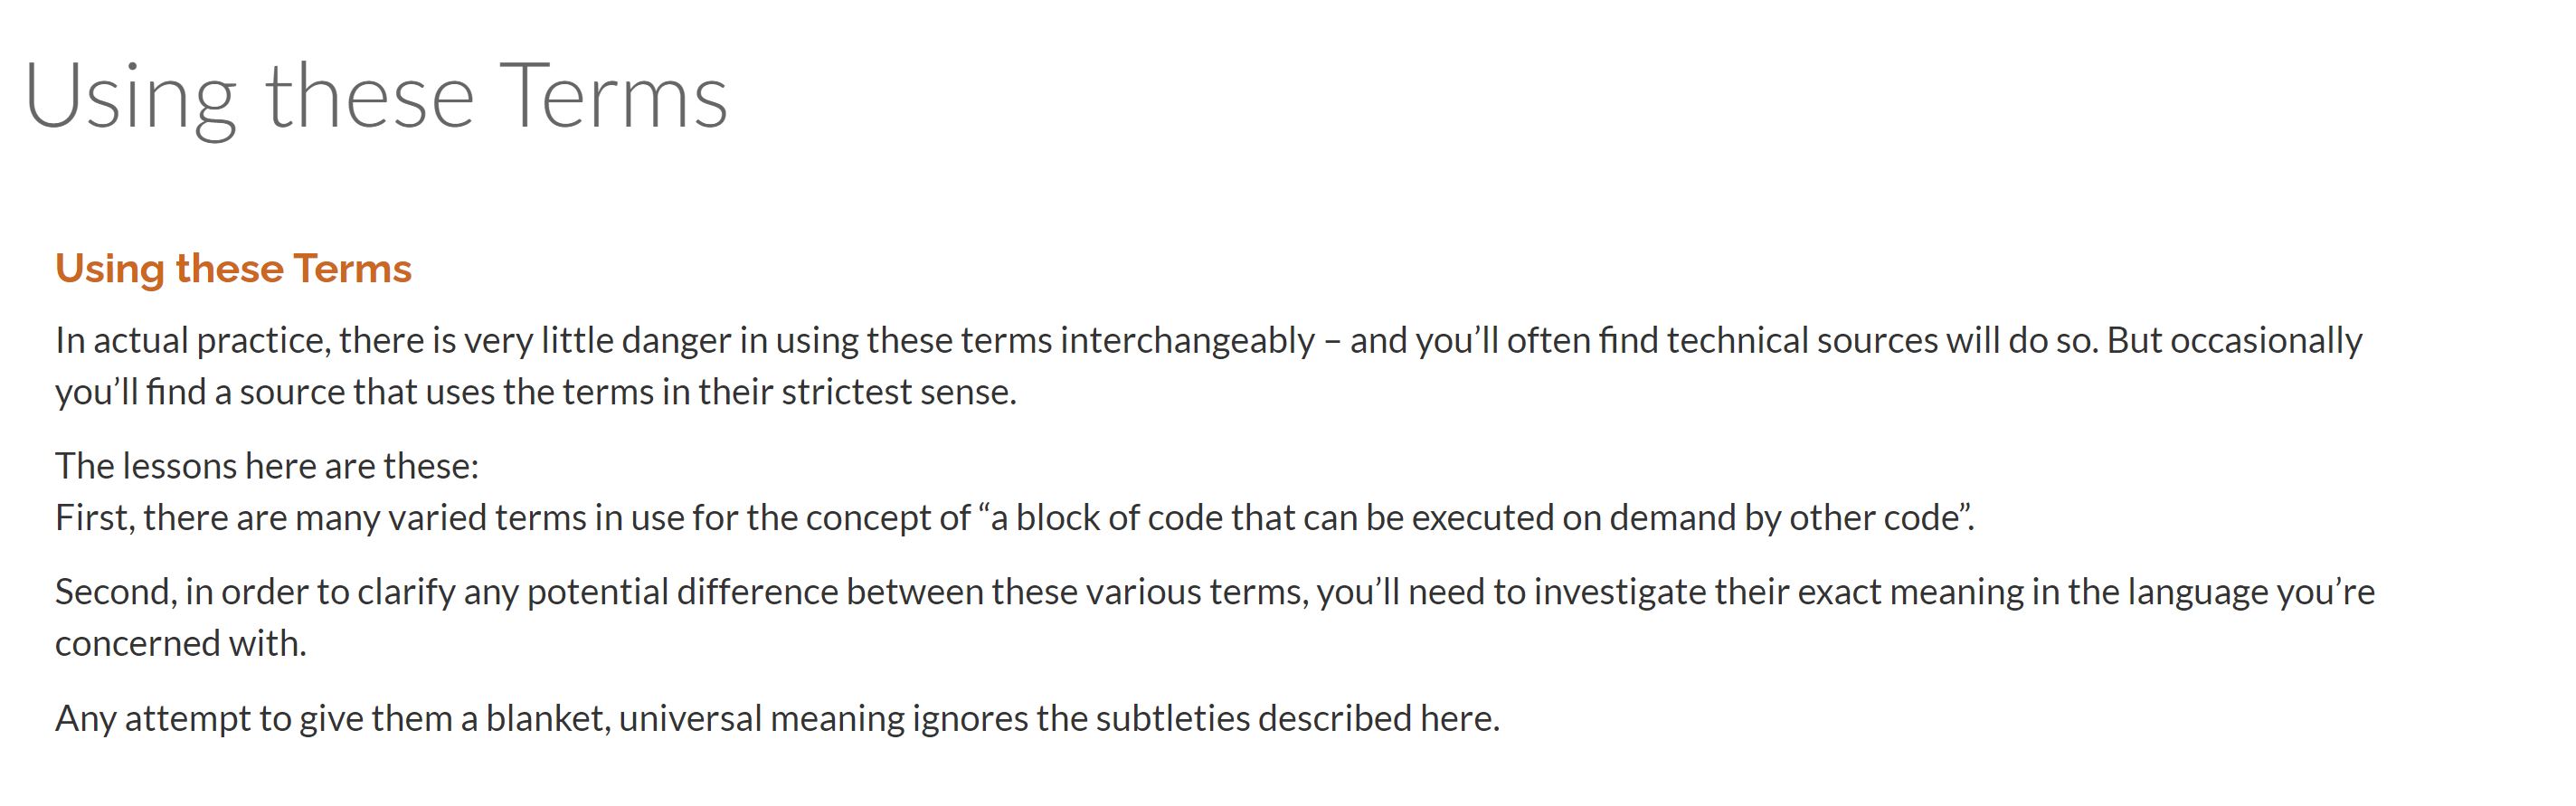 Using these Terms
Using these Terms
In actual practice, there is very little danger in using these terms interchangeably – and you’ll often find technical sources will do so. But occasionally
you’ll find a source that uses the terms in their strictest sense.
The lessons here are these:
First, there are many varied terms in use for the concept of “a block of code that can be executed on demand by other code”.
Second, in order to clarify any potential difference between these various terms, you’ll need to investigate their exact meaning in the language you’re
concerned with.
Any attempt to give them a blanket, universal meaning ignores the subtleties described here.